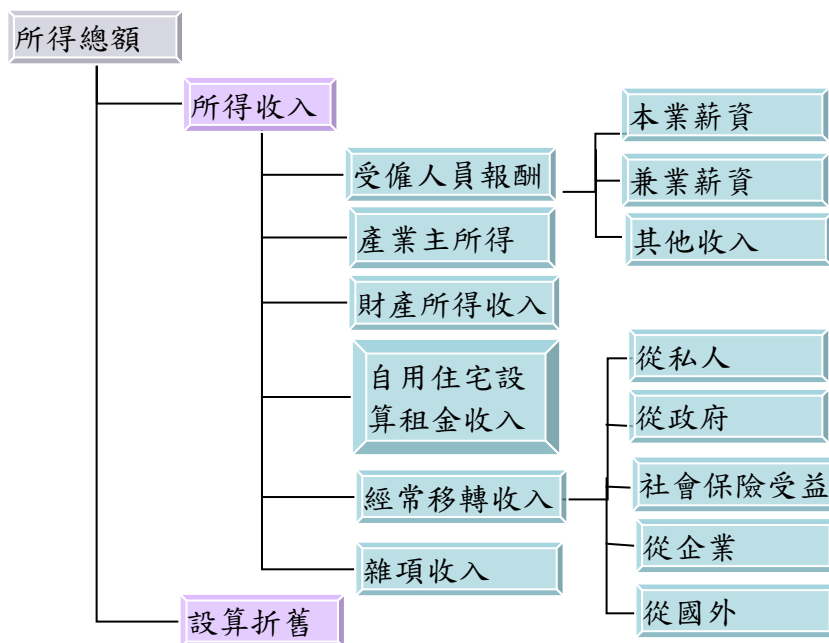 所得總額
所得收入
受僱人員報酬
本業薪資
兼業薪資
其他收入
產業主所得
財產所得收入
自用住宅設
算租金收入
經常移轉收入
從私人
從政府
社會保險受益
從企業
從國外
雜項收入
設算折舊